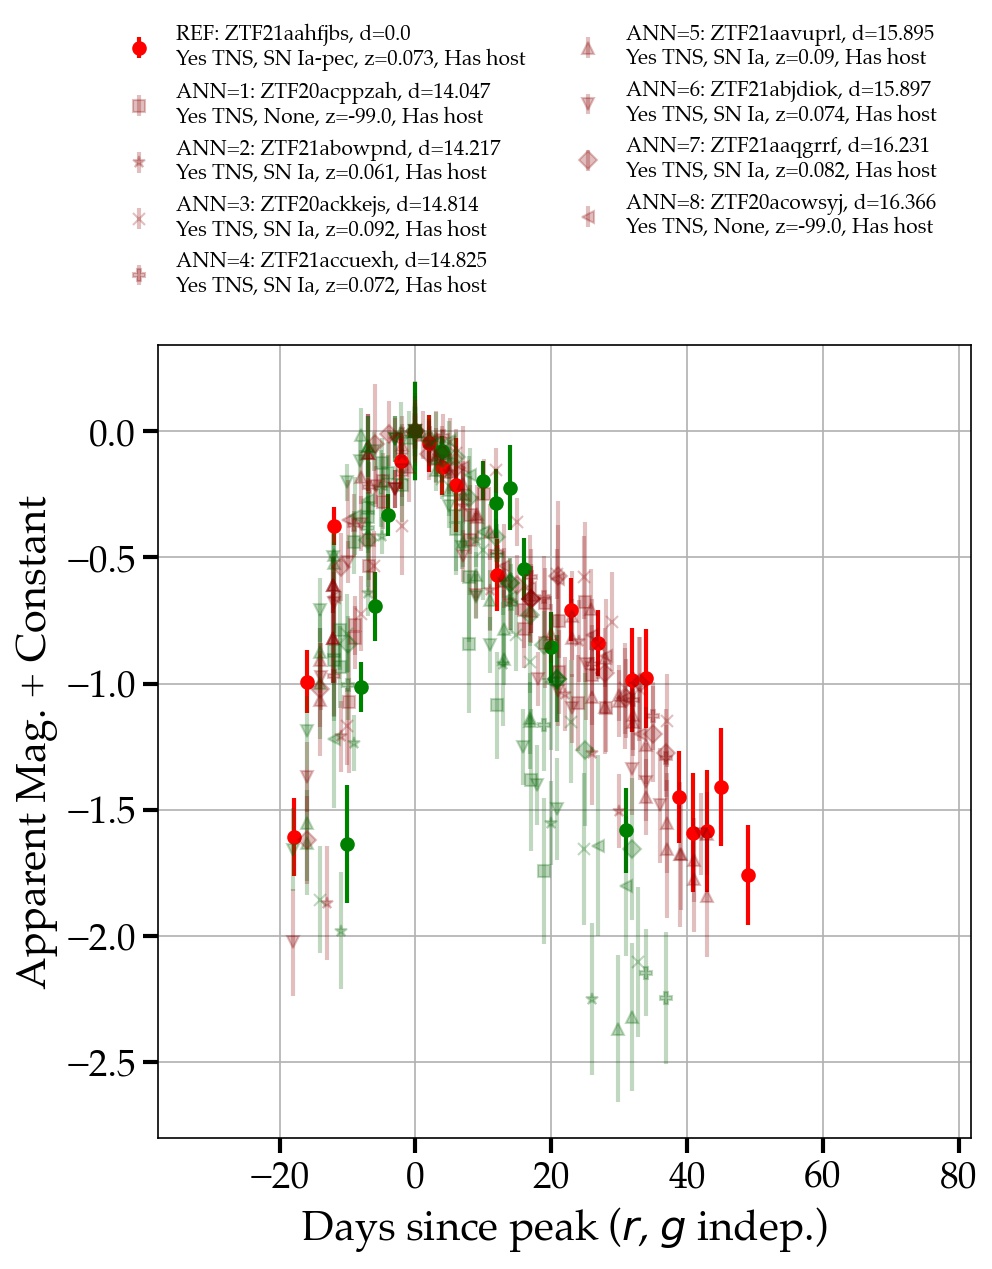 REF: ZTF21aahfjbs, d=0.0
Yes TNS, SN Ia-pec, z=0.073, Has host
ANN=1: ZTF20acppzah, d=14.047
Yes TNS, None, z=-99.0, Has host
ANN=2: ZTF21abowpnd, d=14.217
Yes TNS, SN Ia, z=0.061, Has host
ANN=3: ZTF20ackkejs, d=14.814
Yes TNS, SN Ia, z=0.092, Has host
ANN=4: ZTF21accuexh, d=14.825
Yes TNS, SN Ia, z=0.072, Has host
ANN=5: ZTF21aavuprl, d=15.895
Yes TNS, SN Ia, z=0.09, Has host
ANN=6: ZTF21abjdiok, d=15.897
Yes TNS, SN Ia, z=0.074, Has host
ANN=7: ZTF21aaqgrrf, d=16.231
Yes TNS, SN Ia, z=0.082, Has host
ANN=8: ZTF20acowsyj, d=16.366
Yes TNS, None, z=-99.0, Has host
Apparent Mag. + Constant
0.0
−0.5
−1.0
−1.5
−2.0
−2.5
−20
0
20
40
60
80
Days since peak (r, g indep.)